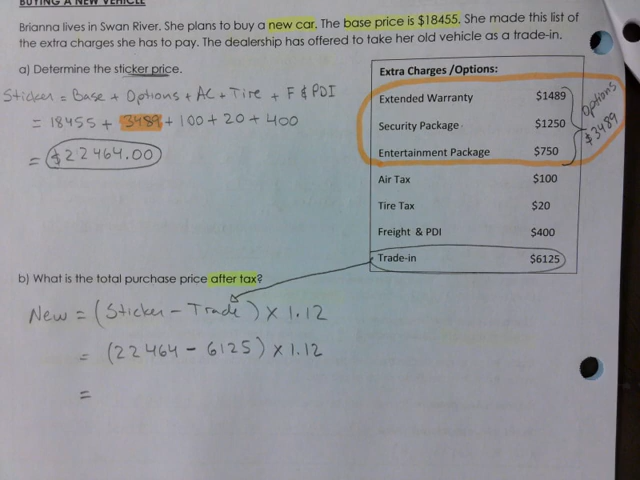 BUYING A NEW VEHICLE
Brianna lives in Swan River. She plans to buy a new car. The base price is $18455. She made this list of
the extra charges she has to pay. The dealership has offered to take her old vehicle as a trade-in.
a) Determine the sticker price.
Sticker = Base + Options + AC + Tire + F & PDI
= 18455 + 3489 + 100 + 20 + 400
= $22464.00
Extra Charges /Options:
Extended Warranty $1489
Security Package $1250
Entertainment Package $750
Options
$3489
Air Tax $100
Tire Tax $20
Freight & PDI $400
Trade-in $6125
b) What is the total purchase price after tax?
New = (Sticker - Trade) x 1.12
= (22464 - 6125) x 1.12
=